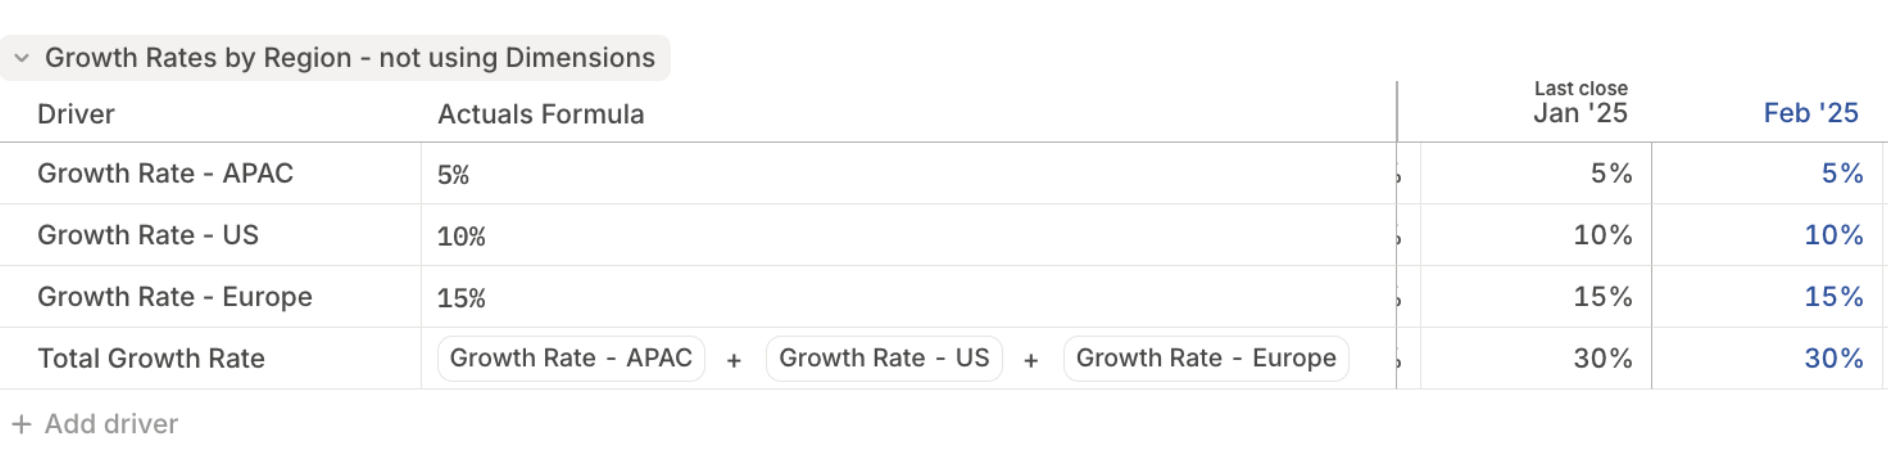 Growth Rates by Region - not using Dimensions
Last close
Driver Actuals Formula Jan '25 Feb '25
Growth Rate - APAC 5% 5% 5%
Growth Rate - US 10% 10% 10%
Growth Rate - Europe 15% 15% 15%
Total Growth Rate Growth Rate - APAC + Growth Rate - US + Growth Rate - Europe 30% 30%
+ Add driver